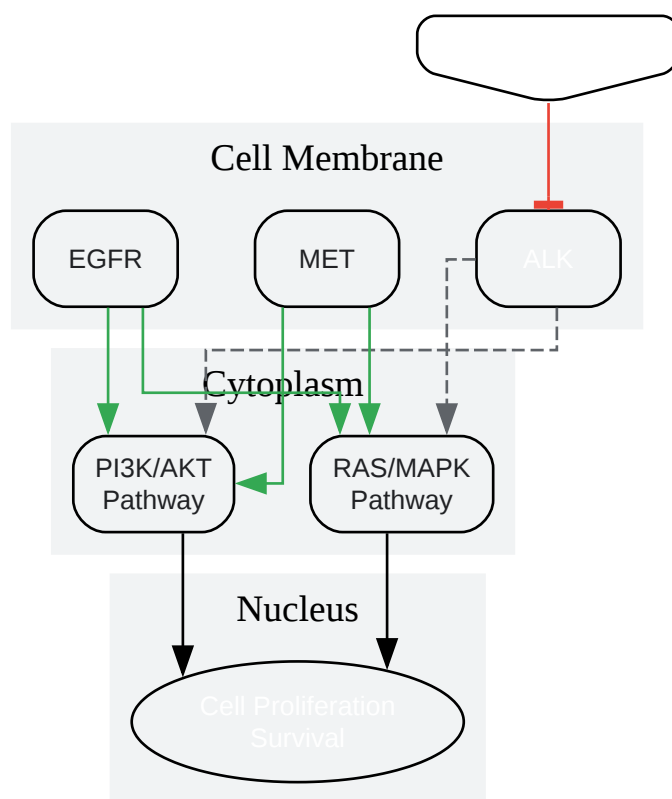 Cell Membrane
EGFR
MET
ALK
Cytoplasm
PI3K/AKT
Pathway
RAS/MAPK
Pathway
Nucleus
Cell Proliferation
Survival